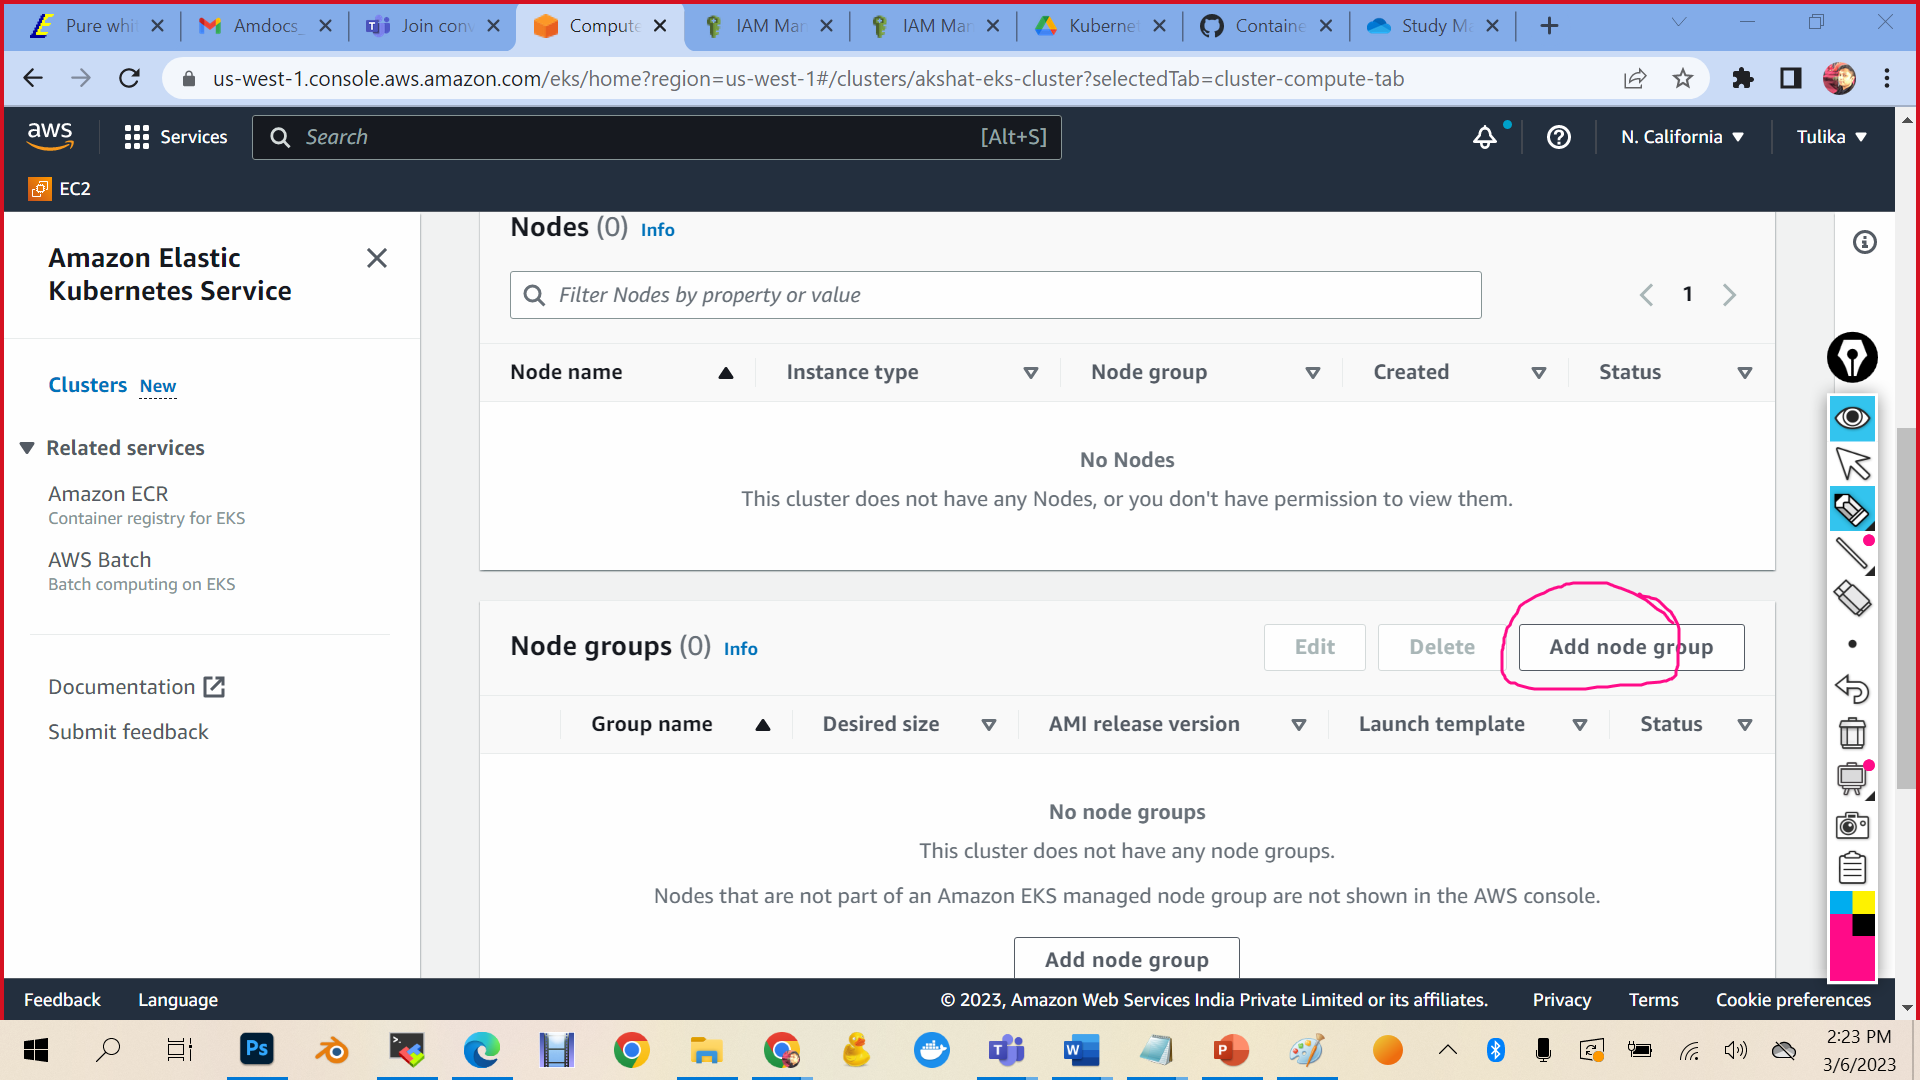 Pure whit
Amdocs_
Join conv
Compute
IAM Man
IAM Man
Kubernet
Containe
Study Ma
us-west-1.console.aws.amazon.com/eks/home?region=us-west-1#/clusters/akshat-eks-cluster?selectedTab=cluster-compute-tab
aws
Services
Search
[Alt+S]
N. California
Tulika
EC2
Amazon Elastic
Kubernetes Service
Clusters New
Related services
Amazon ECR
Container registry for EKS
AWS Batch
Batch computing on EKS
Documentation
Submit feedback
Nodes (0) Info
Filter Nodes by property or value
1
Node name Instance type Node group Created Status
No Nodes
This cluster does not have any Nodes, or you don't have permission to view them.
Node groups (0) Info
Edit
Delete
Add node group
Group name Desired size AMI release version Launch template Status
No node groups
This cluster does not have any node groups.
Nodes that are not part of an Amazon EKS managed node group are not shown in the AWS console.
Add node group
Feedback
Language
© 2023, Amazon Web Services India Private Limited or its affiliates.
Privacy
Terms
Cookie preferences
Ps
T
W
P
2:23 PM
3/6/2023